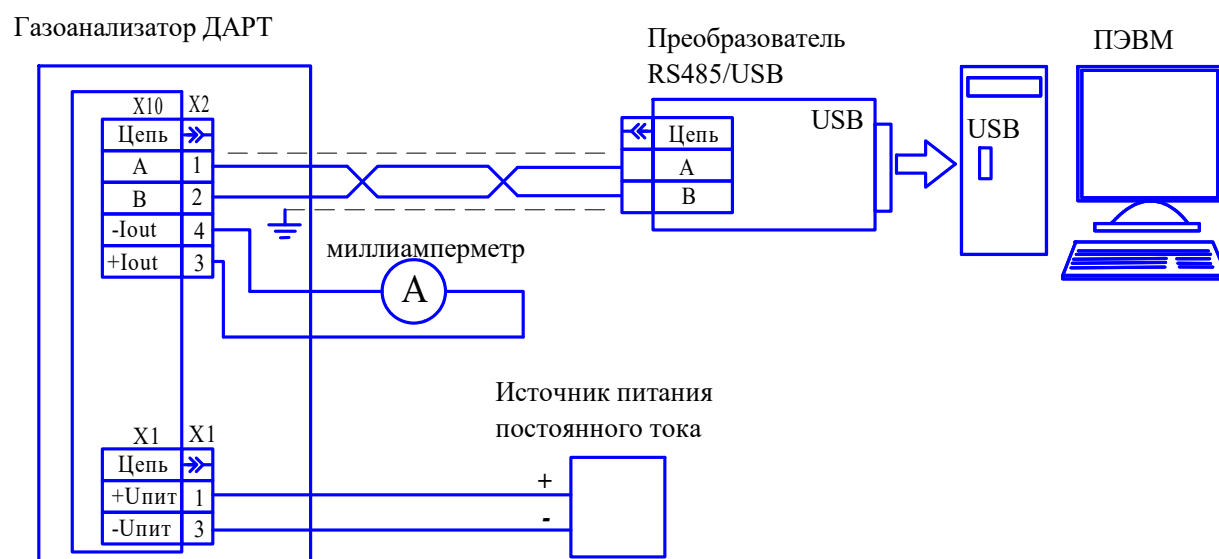 Газоанализатор ДАРТ
Преобразователь
RS485/USB
ПЭВМ
X10 X2
Цепь
A 1
B 2
-Iout 4
+Iout 3
Цепь
A
B
USB
USB
миллиамперметр
A
Источник питания
постоянного тока
X1 X1
Цепь
+Uпит 1
-Uпит 3
+
-